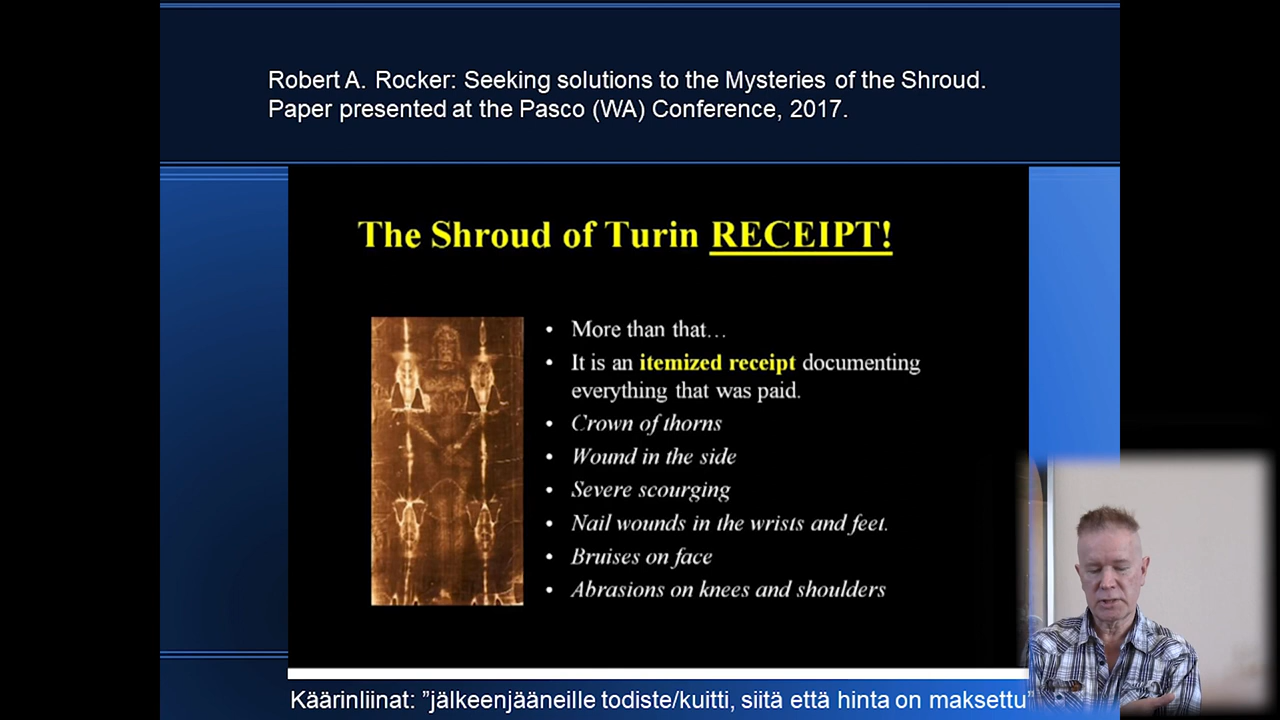 Robert A. Rocker: Seeking solutions to the Mysteries of the Shroud.
Paper presented at the Pasco (WA) Conference, 2017.
The Shroud of Turin RECEIPT!
• More than that…
• It is an itemized receipt documenting
everything that was paid.
• Crown of thorns
• Wound in the side
• Severe scourging
• Nail wounds in the wrists and feet.
• Bruises on face
• Abrasions on knees and shoulders
Käärinliinat: ”jälkeenjääneille todiste/kuitti, siitä että hinta on maksettu”